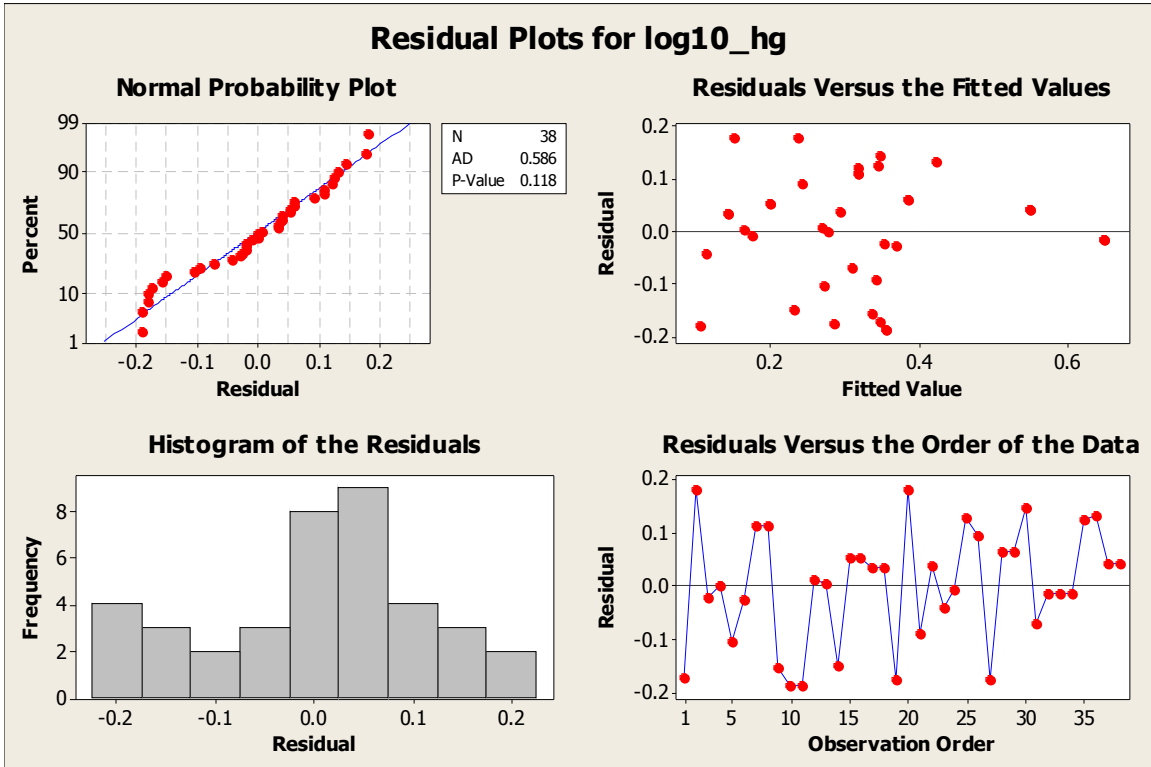 Residual Plots for log10_hg
Normal Probability Plot
99
90
50
10
1
Percent
-0.2 -0.1 0.0 0.1 0.2
Residual
N 38
AD 0.586
P-Value 0.118
Residuals Versus the Fitted Values
0.2
0.1
0.0
-0.1
-0.2
Residual
0.2 0.4 0.6
Fitted Value
Histogram of the Residuals
8
6
4
2
0
Frequency
-0.2 -0.1 0.0 0.1 0.2
Residual
Residuals Versus the Order of the Data
0.2
0.1
0.0
-0.1
-0.2
Residual
1 5 10 15 20 25 30 35
Observation Order